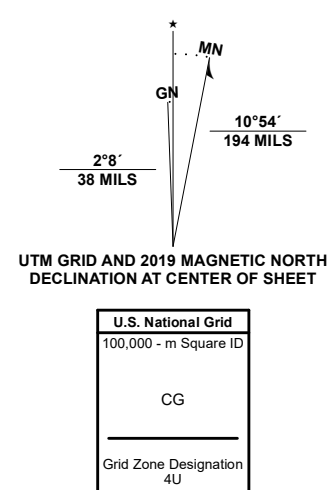 ★
MN
GN
10°54´
194 MILS
2°8´
38 MILS
UTM GRID AND 2019 MAGNETIC NORTH
DECLINATION AT CENTER OF SHEET
U.S. National Grid
100,000 - m Square ID
CG
Grid Zone Designation
4U